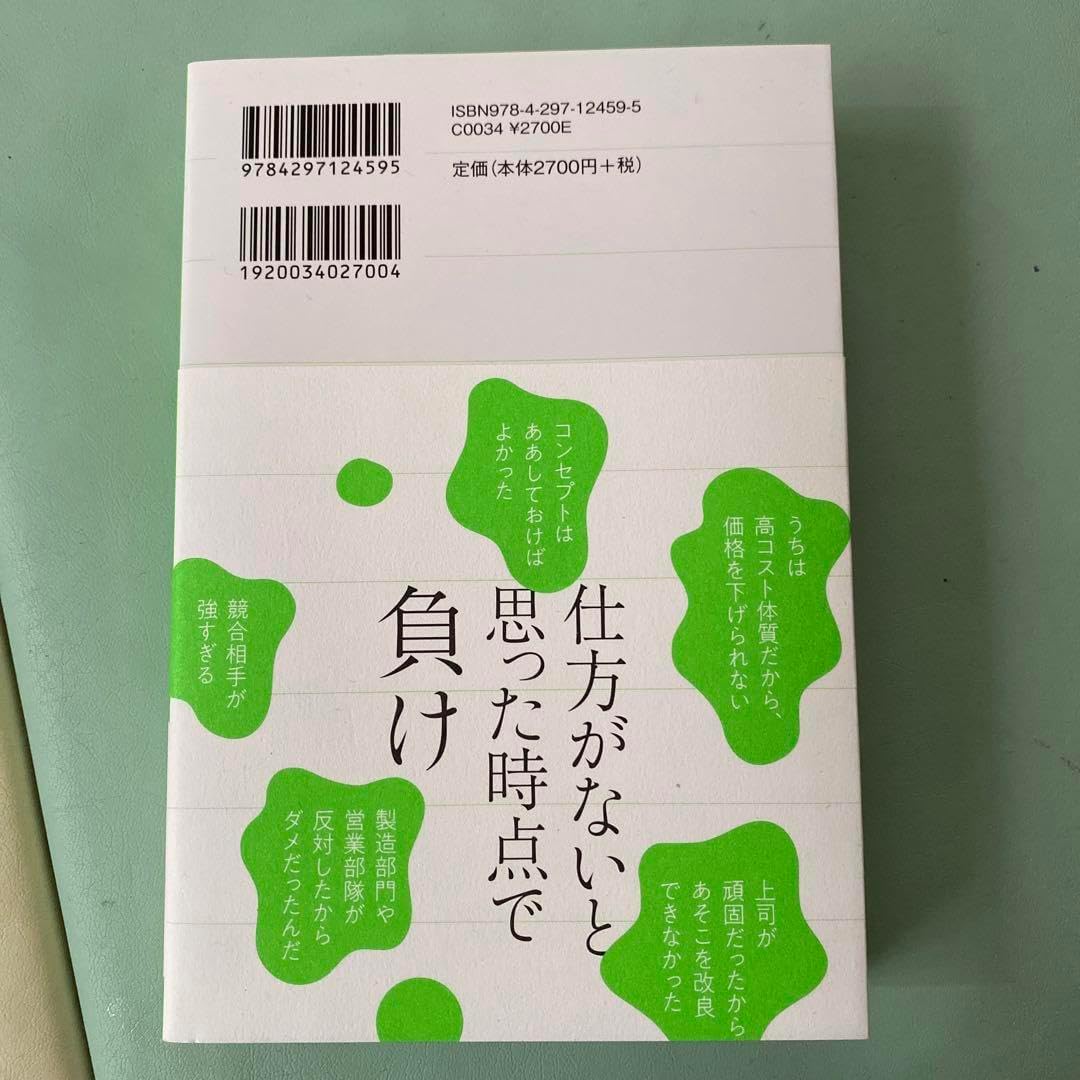 ISBN978-4-297-12459-5
C0034 ¥2700E
定価(本体2700円+税)
9784297124595
1920034027004
コンセプトは
ああしておけば
よかった
うちは
高コスト体質だから、
価格を下げられない
仕方がないと
思った時点で
負け
競合相手が
強すぎる
上司が
頑固だったから
あそこを改良
できなかった
製造部門や
営業部隊が
反対したから
ダメだったんだ